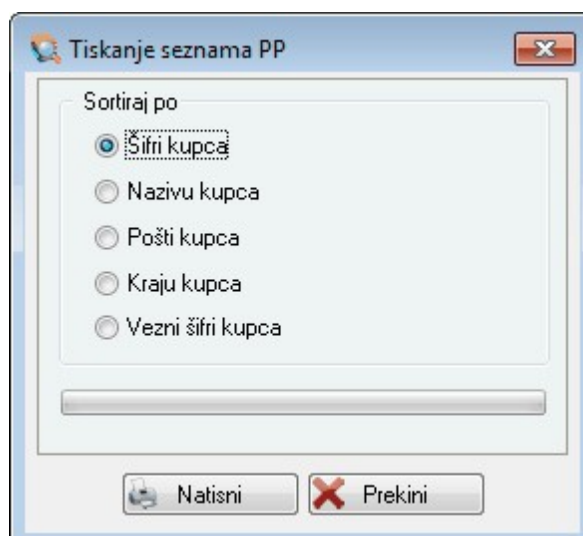 Tiskanje seznama PP
Sortiraj po
Šifri kupca
Nazivu kupca
Pošti kupca
Kraju kupca
Vezni šifri kupca
Natisni Prekini